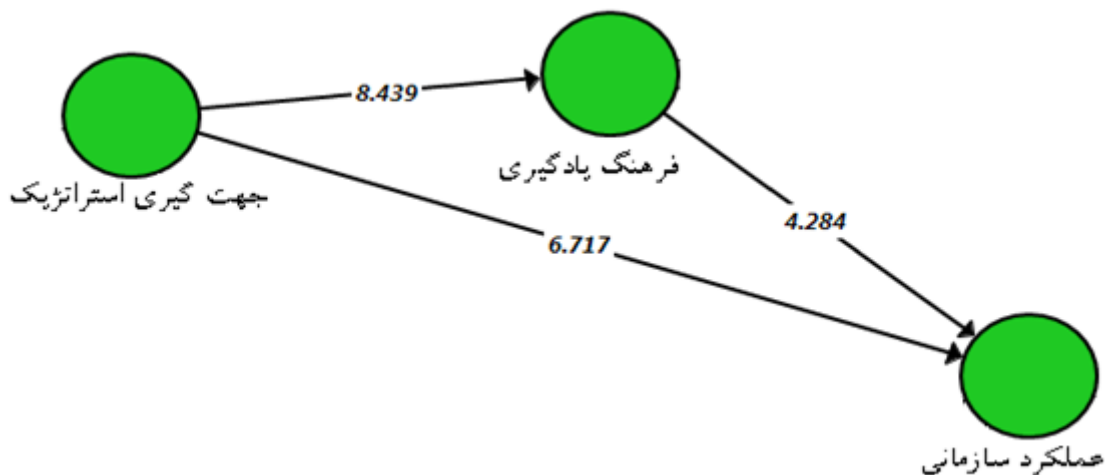 8.439
فرهنگ یادگیری
جهت گیری استراتژیک
4.284
6.717
عملکرد سازمانی